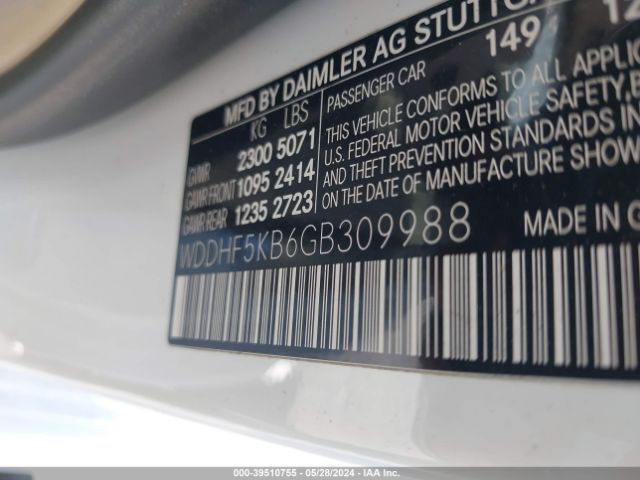 MFD BY DAIMLER AG STUTTG
149 12
KG LBS PASSENGER CAR
GVWR 2300 5071
GAWR FRONT 1095 2414
GAWR REAR 1235 2723
THIS VEHICLE CONFORMS TO ALL APPLIC
U.S. FEDERAL MOTOR VEHICLE SAFETY,
AND THEFT PREVENTION STANDARDS IN
ON THE DATE OF MANUFACTURE SHOW
WDDHF5KB6GB309988 MADE IN G
000-39510755 - 05/28/2024 - IAAI.COM